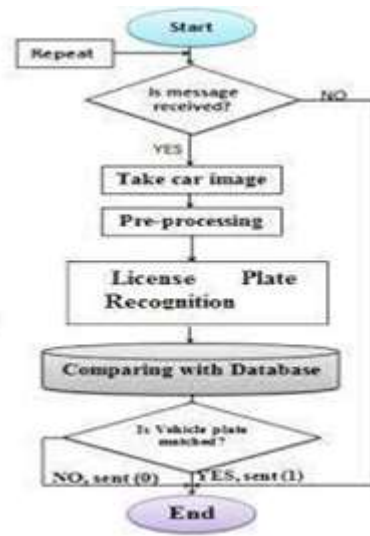 Start
Repeat
Is message
received?
NO
YES
Take car image
Pre-processing
License Plate
Recognition
Comparing with Database
Is Vehicle plate
matched?
NO, sent (0)
YES, sent (1)
End